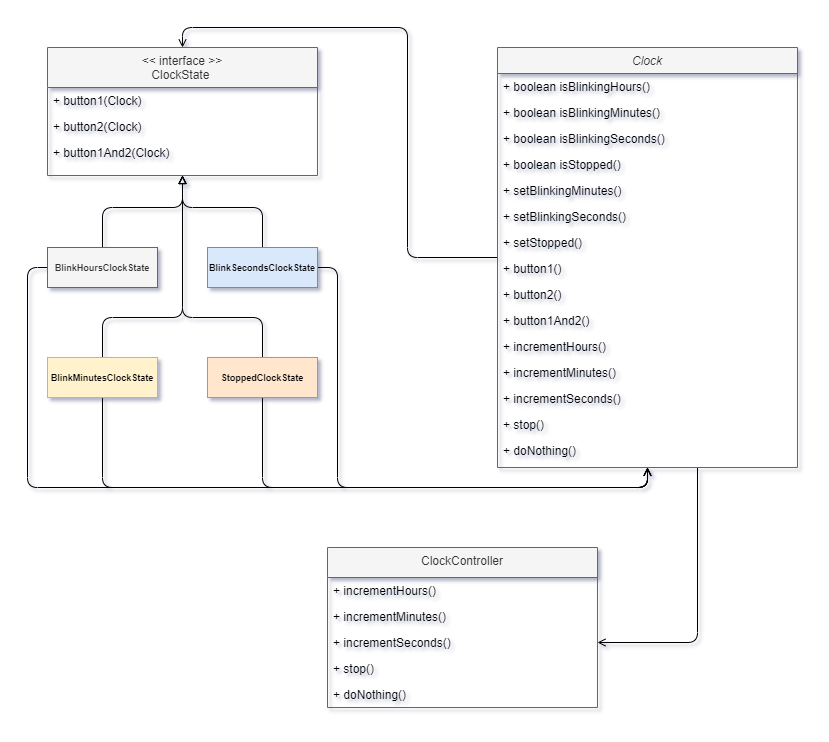 << interface >>
ClockState
+ button1(Clock)
+ button2(Clock)
+ button1And2(Clock)
BlinkHoursClockState
BlinkSecondsClockState
BlinkMinutesClockState
StoppedClockState
Clock
+ boolean isBlinkingHours()
+ boolean isBlinkingMinutes()
+ boolean isBlinkingSeconds()
+ boolean isStopped()
+ setBlinkingMinutes()
+ setBlinkingSeconds()
+ setStopped()
+ button1()
+ button2()
+ button1And2()
+ incrementHours()
+ incrementMinutes()
+ incrementSeconds()
+ stop()
+ doNothing()
ClockController
+ incrementHours()
+ incrementMinutes()
+ incrementSeconds()
+ stop()
+ doNothing()